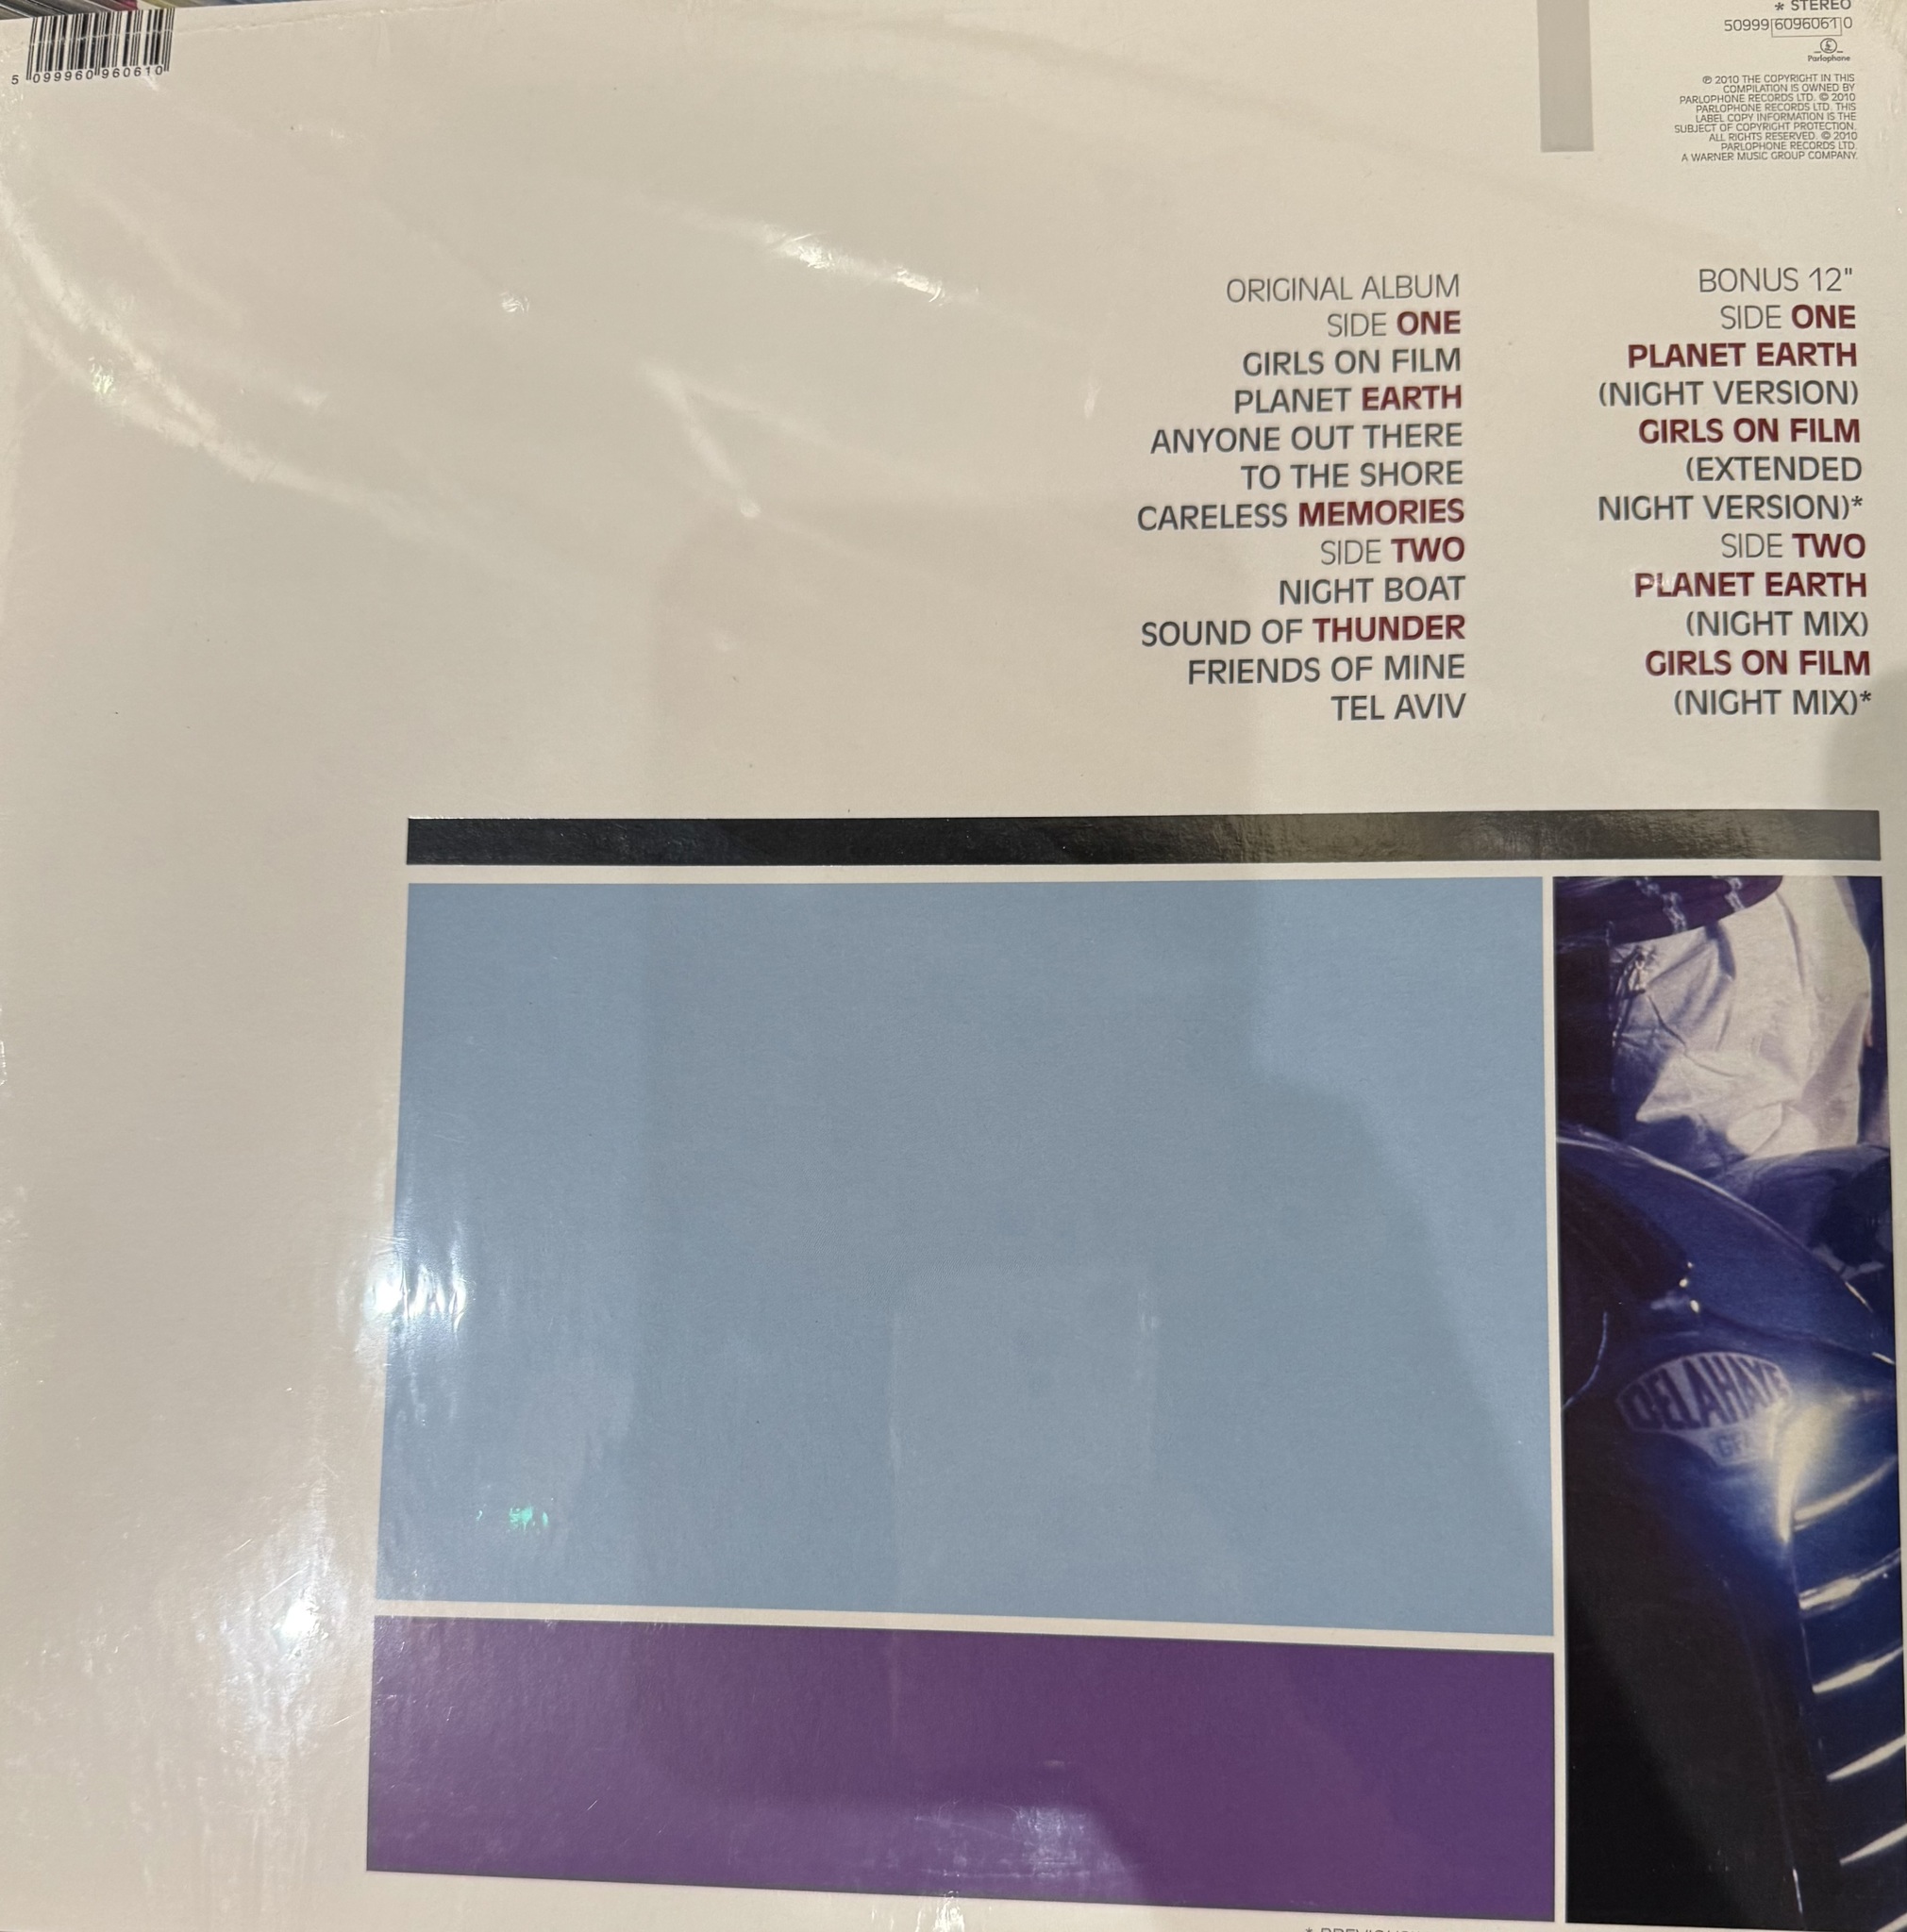 5 099960 960610
* STEREO
50999 609606 1 0
Parlophone
℗ 2010 THE COPYRIGHT IN THIS
COMPILATION IS OWNED BY
PARLOPHONE RECORDS LTD. © 2010
PARLOPHONE RECORDS LTD. THIS
LABEL COPY INFORMATION IS THE
SUBJECT OF COPYRIGHT PROTECTION.
ALL RIGHTS RESERVED. © 2010
PARLOPHONE RECORDS LTD.
A WARNER MUSIC GROUP COMPANY.
ORIGINAL ALBUM
SIDE ONE
GIRLS ON FILM
PLANET EARTH
ANYONE OUT THERE
TO THE SHORE
CARELESS MEMORIES
SIDE TWO
NIGHT BOAT
SOUND OF THUNDER
FRIENDS OF MINE
TEL AVIV
BONUS 12"
SIDE ONE
PLANET EARTH
(NIGHT VERSION)
GIRLS ON FILM
(EXTENDED
NIGHT VERSION)*
SIDE TWO
PLANET EARTH
(NIGHT MIX)
GIRLS ON FILM
(NIGHT MIX)*
DELAHAYE